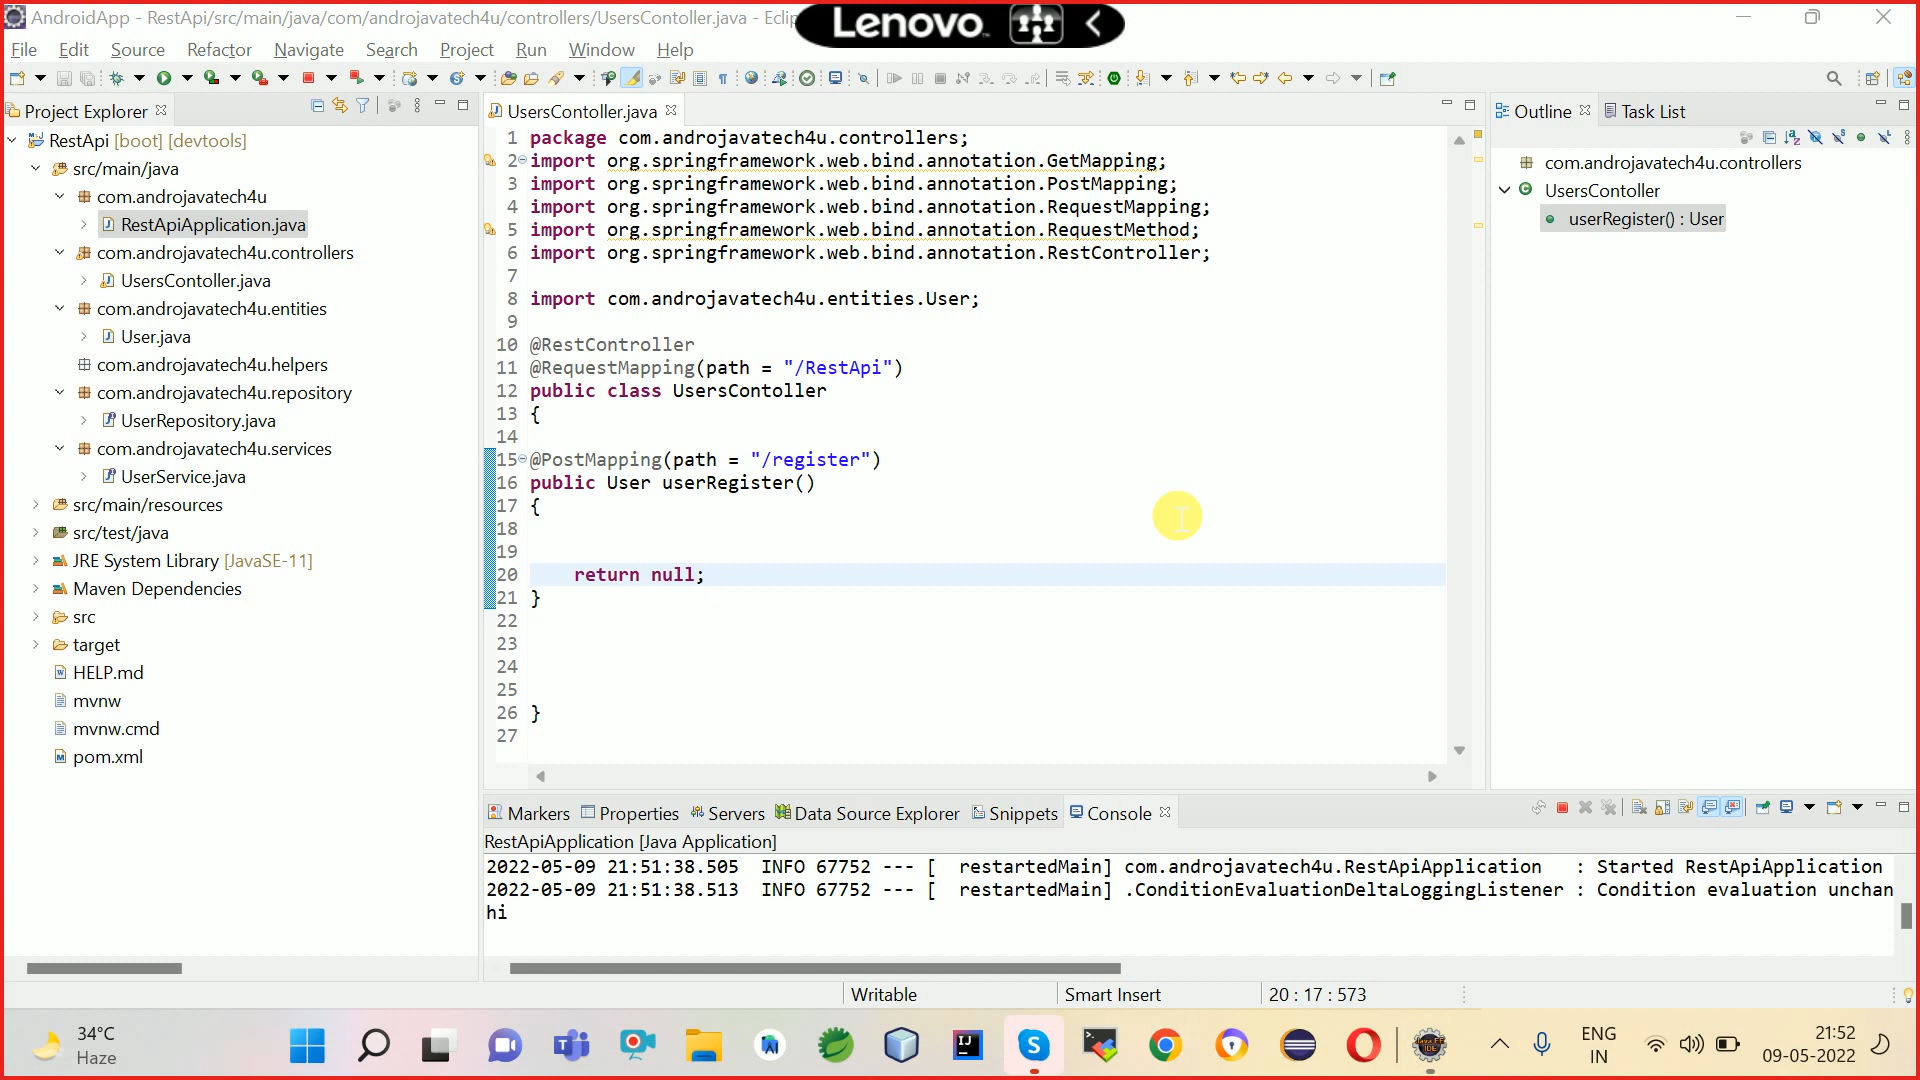 AndroidApp - RestApi/src/main/java/com/androjavatech4u/controllers/UsersContoller.java - Eclip
Lenovo
File Edit Source Refactor Navigate Search Project Run Window Help
Project Explorer
RestApi [boot] [devtools]
src/main/java
com.androjavatech4u
RestApiApplication.java
com.androjavatech4u.controllers
UsersContoller.java
com.androjavatech4u.entities
User.java
com.androjavatech4u.helpers
com.androjavatech4u.repository
UserRepository.java
com.androjavatech4u.services
UserService.java
src/main/resources
src/test/java
JRE System Library [JavaSE-11]
Maven Dependencies
src
target
HELP.md
mvnw
mvnw.cmd
pom.xml
UsersContoller.java
1 package com.androjavatech4u.controllers;
2 import org.springframework.web.bind.annotation.GetMapping;
3 import org.springframework.web.bind.annotation.PostMapping;
4 import org.springframework.web.bind.annotation.RequestMapping;
5 import org.springframework.web.bind.annotation.RequestMethod;
6 import org.springframework.web.bind.annotation.RestController;
7
8 import com.androjavatech4u.entities.User;
9
10 @RestController
11 @RequestMapping(path = "/RestApi")
12 public class UsersContoller
13 {
14
15 @PostMapping(path = "/register")
16 public User userRegister()
17 {
18
19
20 return null;
21 }
22
23
24
25
26 }
27
Outline Task List
com.androjavatech4u.controllers
UsersContoller
userRegister() : User
Markers Properties Servers Data Source Explorer Snippets Console
RestApiApplication [Java Application]
2022-05-09 21:51:38.505 INFO 67752 --- [ restartedMain] com.androjavatech4u.RestApiApplication : Started RestApiApplication
2022-05-09 21:51:38.513 INFO 67752 --- [ restartedMain] .ConditionEvaluationDeltaLoggingListener : Condition evaluation unchan
hi
Writable Smart Insert 20 : 17 : 573
34°C
Haze
ENG
IN
21:52
09-05-2022